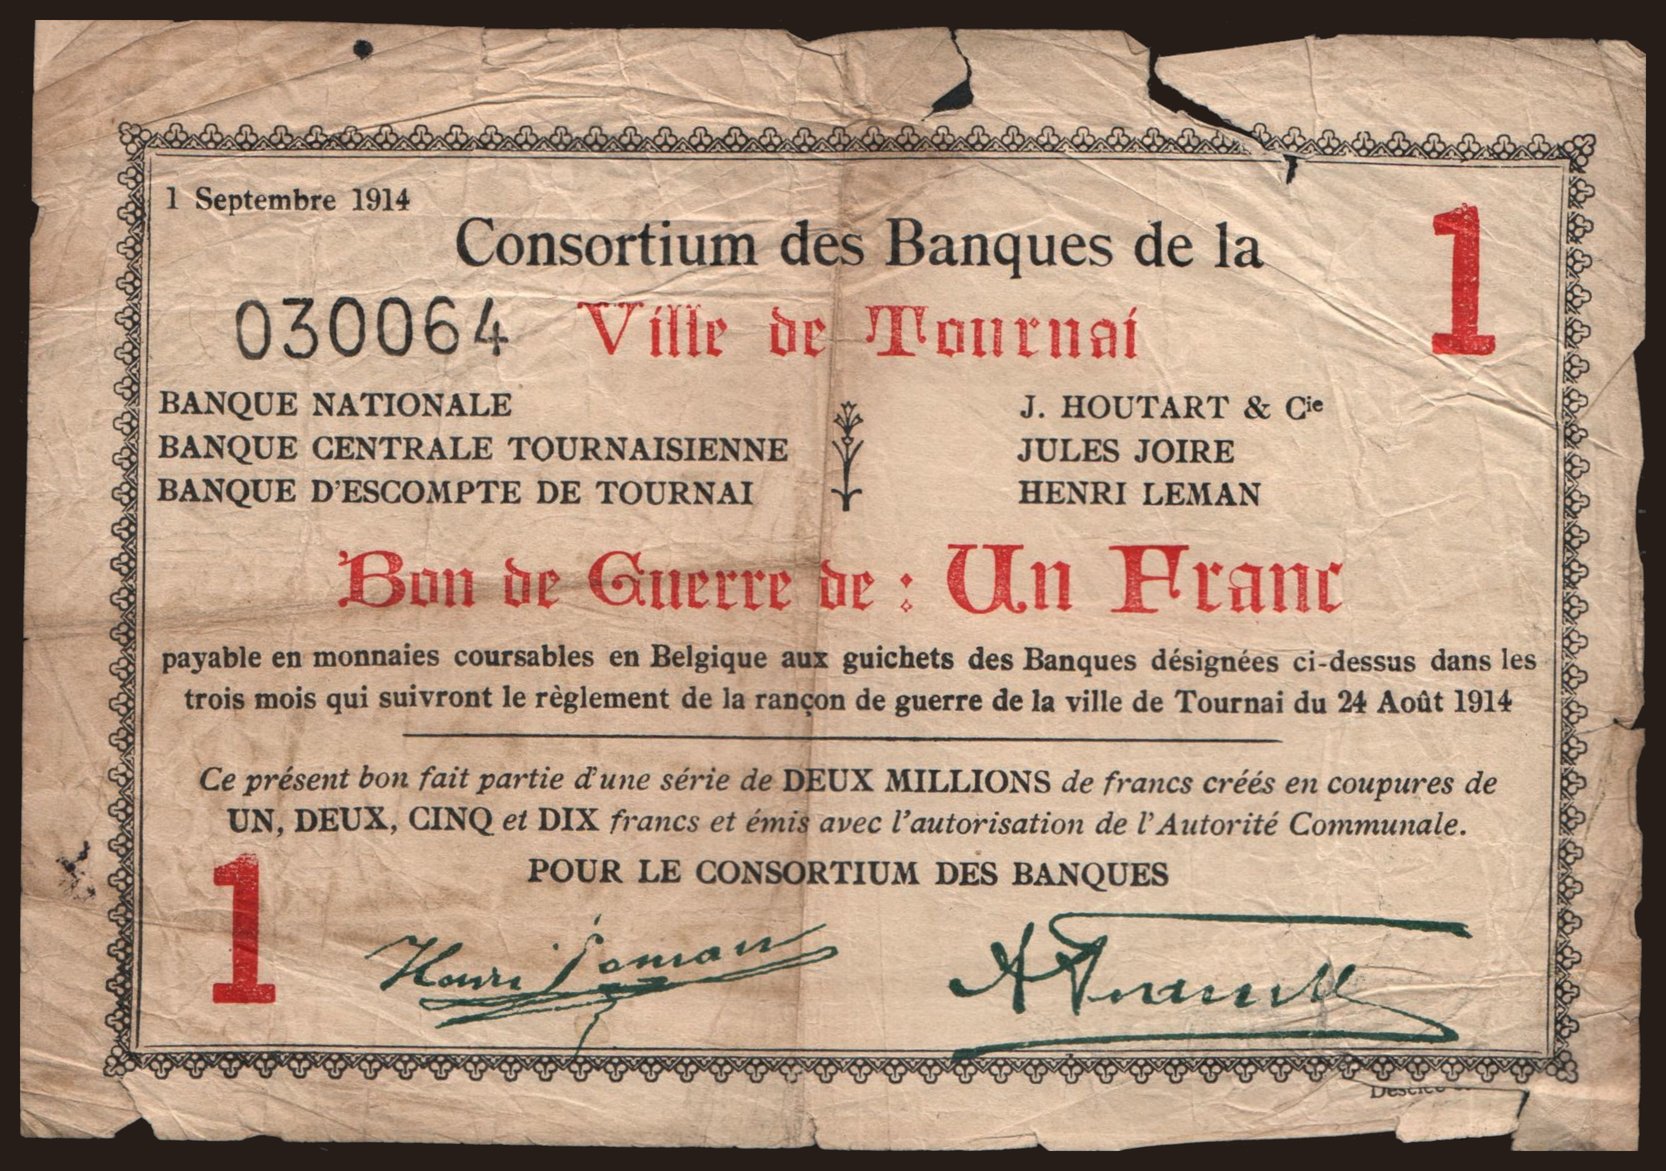 1 Septembre 1914
Consortium des Banques de la
1
030064 Ville de Tournai
BANQUE NATIONALE
BANQUE CENTRALE TOURNAISIENNE
BANQUE D'ESCOMPTE DE TOURNAI
J. HOUTART & Cie
JULES JOIRE
HENRI LEMAN
Bon de Guerre de : Un Franc
payable en monnaies coursables en Belgique aux guichets des Banques désignées ci-dessus dans les
trois mois qui suivront le règlement de la rançon de guerre de la ville de Tournai du 24 Août 1914
Ce présent bon fait partie d'une série de DEUX MILLIONS de francs créés en coupures de
UN, DEUX, CINQ et DIX francs et émis avec l'autorisation de l'Autorité Communale.
POUR LE CONSORTIUM DES BANQUES
1
Henri Leman